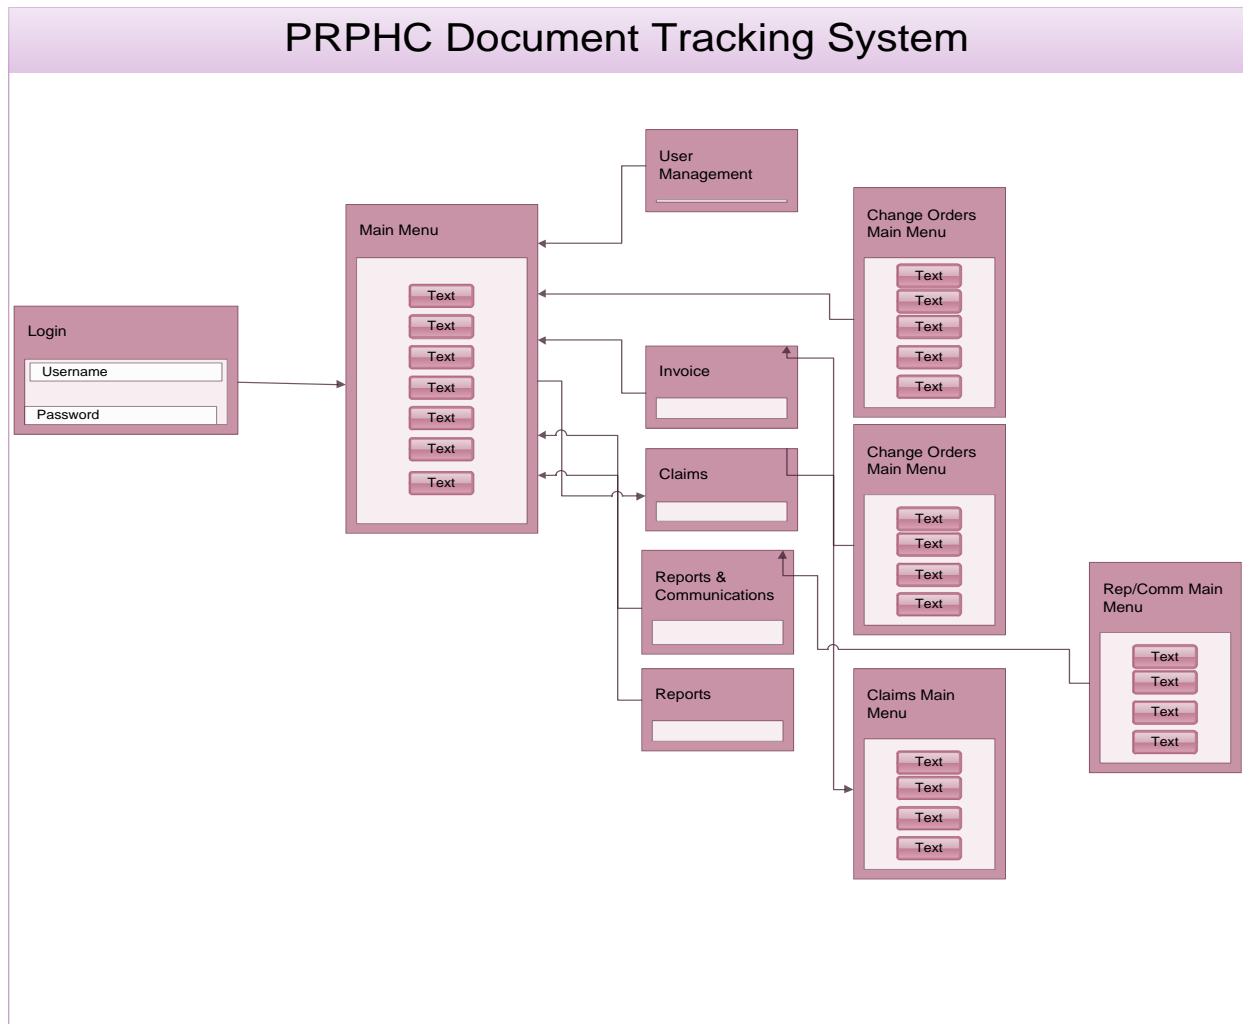 PRPHC Document Tracking System
User
Management
Change Orders
Main Menu
Text
Text
Text
Text
Text
Main Menu
Text
Text
Text
Text
Text
Text
Text
Login
Username
Password
Invoice
Claims
Reports &
Communications
Reports
Change Orders
Main Menu
Text
Text
Text
Text
Rep/Comm Main
Menu
Text
Text
Text
Text
Claims Main
Menu
Text
Text
Text
Text